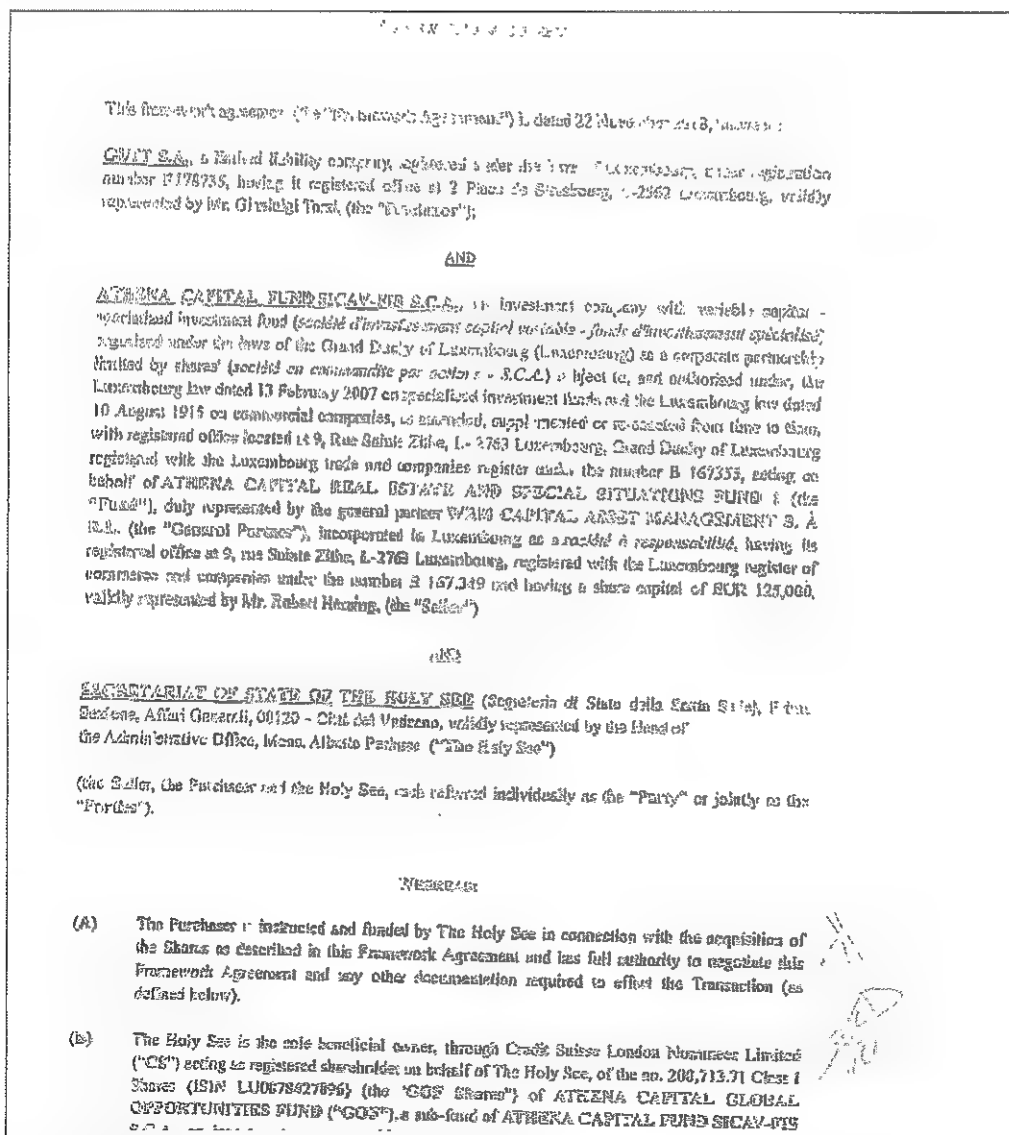 This framework agreement ("the "Framework Agreement") is dated 22 November between:
S.A., a limited liability company, registered under the laws of Luxembourg, under registration
number having it registered office at 2 Place de Strasbourg, Luxembourg, validly
represented by Mr. Gianluigi Torzi, (the "Purchaser");
AND
ATHENA CAPITAL FUND SICAV-FIS S.C.A., an investment company with variable capital -
specialised investment fund (société d'investissement capital variable - fonds d'investissement spécialisé)
organised under the laws of the Grand Duchy of Luxembourg (Luxembourg) as a corporate partnership
limited by shares' (société en commandite par actions - S.C.A.) subject to, and authorised under, the
Luxembourg law dated 13 February 2007 on specialised investment funds and the Luxembourg law dated
10 August 1915 on commercial companies, as amended, supplemented or re-enacted from time to time,
with registered office located at 9, Rue Sainte Zithe, L- 2763 Luxembourg, Grand Duchy of Luxembourg
registered with the Luxembourg trade and companies register under the number B acting on
behalf of ATHENA CAPITAL REAL ESTATE AND SPECIAL SITUATIONS FUND 1 (the
"Fund"), duly represented by the general partner CAPITAL ASSET MANAGEMENT S. À
R.L. (the "General Partner"), incorporated in Luxembourg as a société à responsabilité, having its
registered office at 9, rue Sainte Zithe, L-2763 Luxembourg, registered with the Luxembourg register of
commerce and companies under the number B 167.349 and having a share capital of EUR 125,000,
validly represented by Mr. Robert (the "Seller")
AND
SECRETARIAT OF STATE OF THE HOLY SEE (Segreteria di Stato della Santa Sede), Prima
Sezione, Affari Generali, 00120 - Città del Vaticano, validly represented by the Head of
the Administrative Office, Mons. Alberto Perlasca ("The Holy See")
(the Seller, the Purchaser and the Holy See, each referred individually as the "Party" or jointly as the
"Parties").
WHEREAS:
(A) The Purchaser is instructed and funded by The Holy See in connection with the acquisition of
the Shares as described in this Framework Agreement and has full authority to negotiate this
Framework Agreement and any other documentation required to effect the Transaction (as
defined below).
(B) The Holy See is the sole beneficial owner, through Credit Suisse London Nominees Limited
("CS") acting as registered shareholder on behalf of The Holy See, of the no. 208,713.71 Class I
Shares (ISIN LU0678427896) (the "GOF Shares") of ATHENA CAPITAL GLOBAL
OPPORTUNITIES FUND ("GOF"), a sub-fund of ATHENA CAPITAL FUND SICAV-FIS